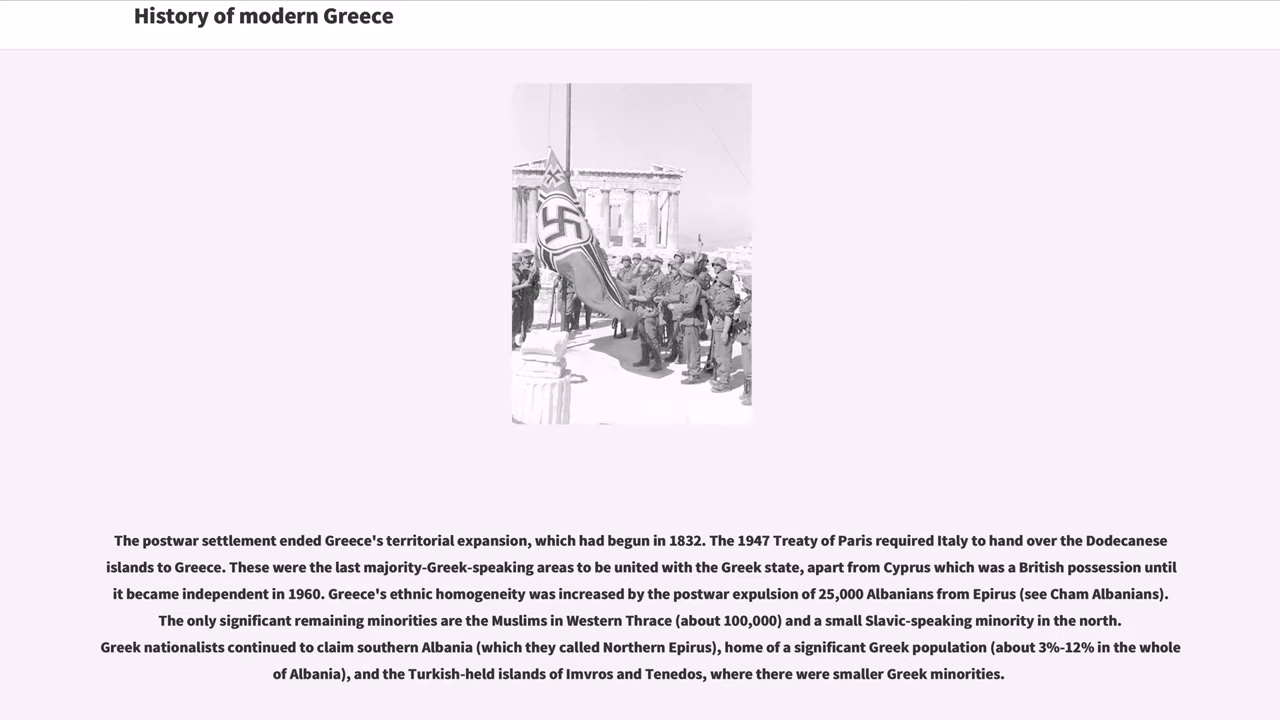 History of modern Greece
The postwar settlement ended Greece's territorial expansion, which had begun in 1832. The 1947 Treaty of Paris required Italy to hand over the Dodecanese
islands to Greece. These were the last majority-Greek-speaking areas to be united with the Greek state, apart from Cyprus which was a British possession until
it became independent in 1960. Greece's ethnic homogeneity was increased by the postwar expulsion of 25,000 Albanians from Epirus (see Cham Albanians).
The only significant remaining minorities are the Muslims in Western Thrace (about 100,000) and a small Slavic-speaking minority in the north.
Greek nationalists continued to claim southern Albania (which they called Northern Epirus), home of a significant Greek population (about 3%-12% in the whole
of Albania), and the Turkish-held islands of Imvros and Tenedos, where there were smaller Greek minorities.